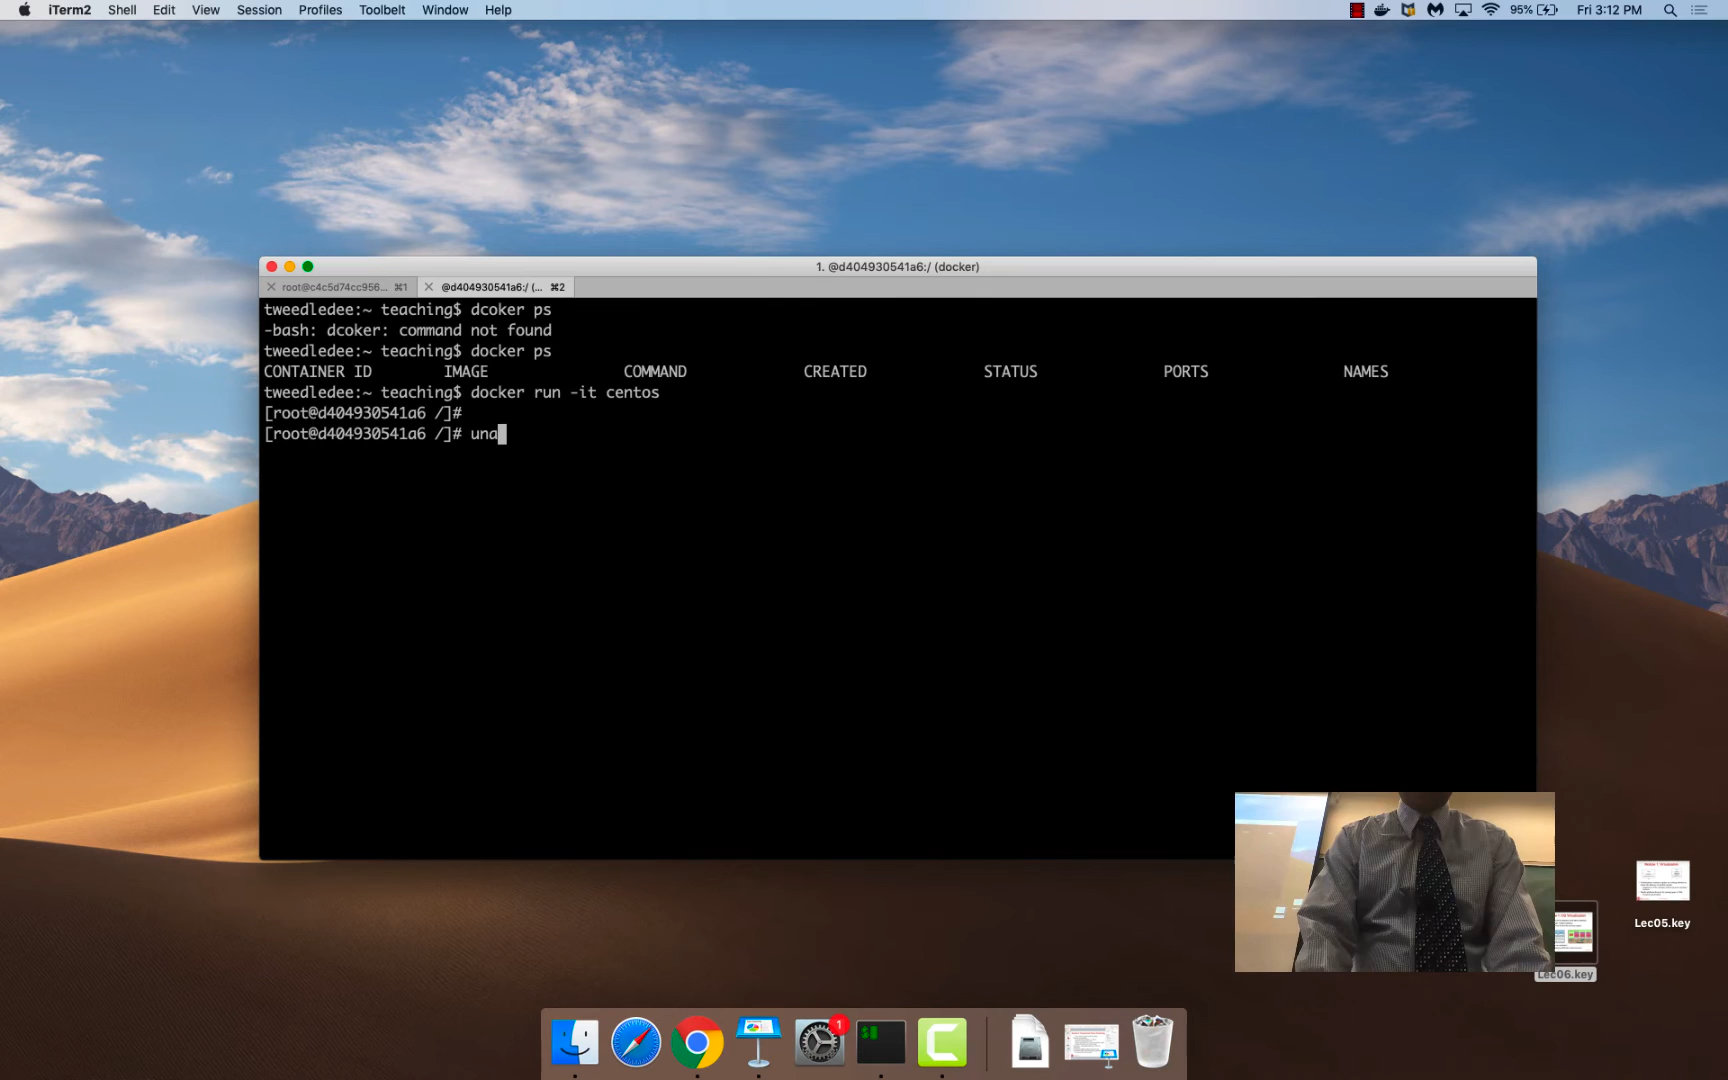 iTerm2 Shell Edit View Session Profiles Toolbelt Window Help 95% Fri 3:12 PM
1. @d404930541a6:/ (docker)
root@c4c5d74cc956... ⌘1 @d404930541a6:/ (... ⌘2
tweedledee:~ teaching$ dcoker ps
-bash: dcoker: command not found
tweedledee:~ teaching$ docker ps
CONTAINER ID IMAGE COMMAND CREATED STATUS PORTS NAMES
tweedledee:~ teaching$ docker run -it centos
[root@d404930541a6 /]#
[root@d404930541a6 /]# una
Lec05.key
Lec06.key
1